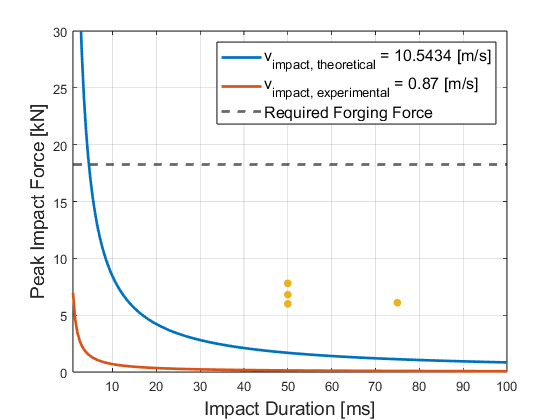 30
25
20
15
10
5
0
10 20 30 40 50 60 70 80 90 100
Peak Impact Force [kN]
Impact Duration [ms]
v_impact, theoretical = 10.5434 [m/s]
v_impact, experimental = 0.87 [m/s]
Required Forging Force